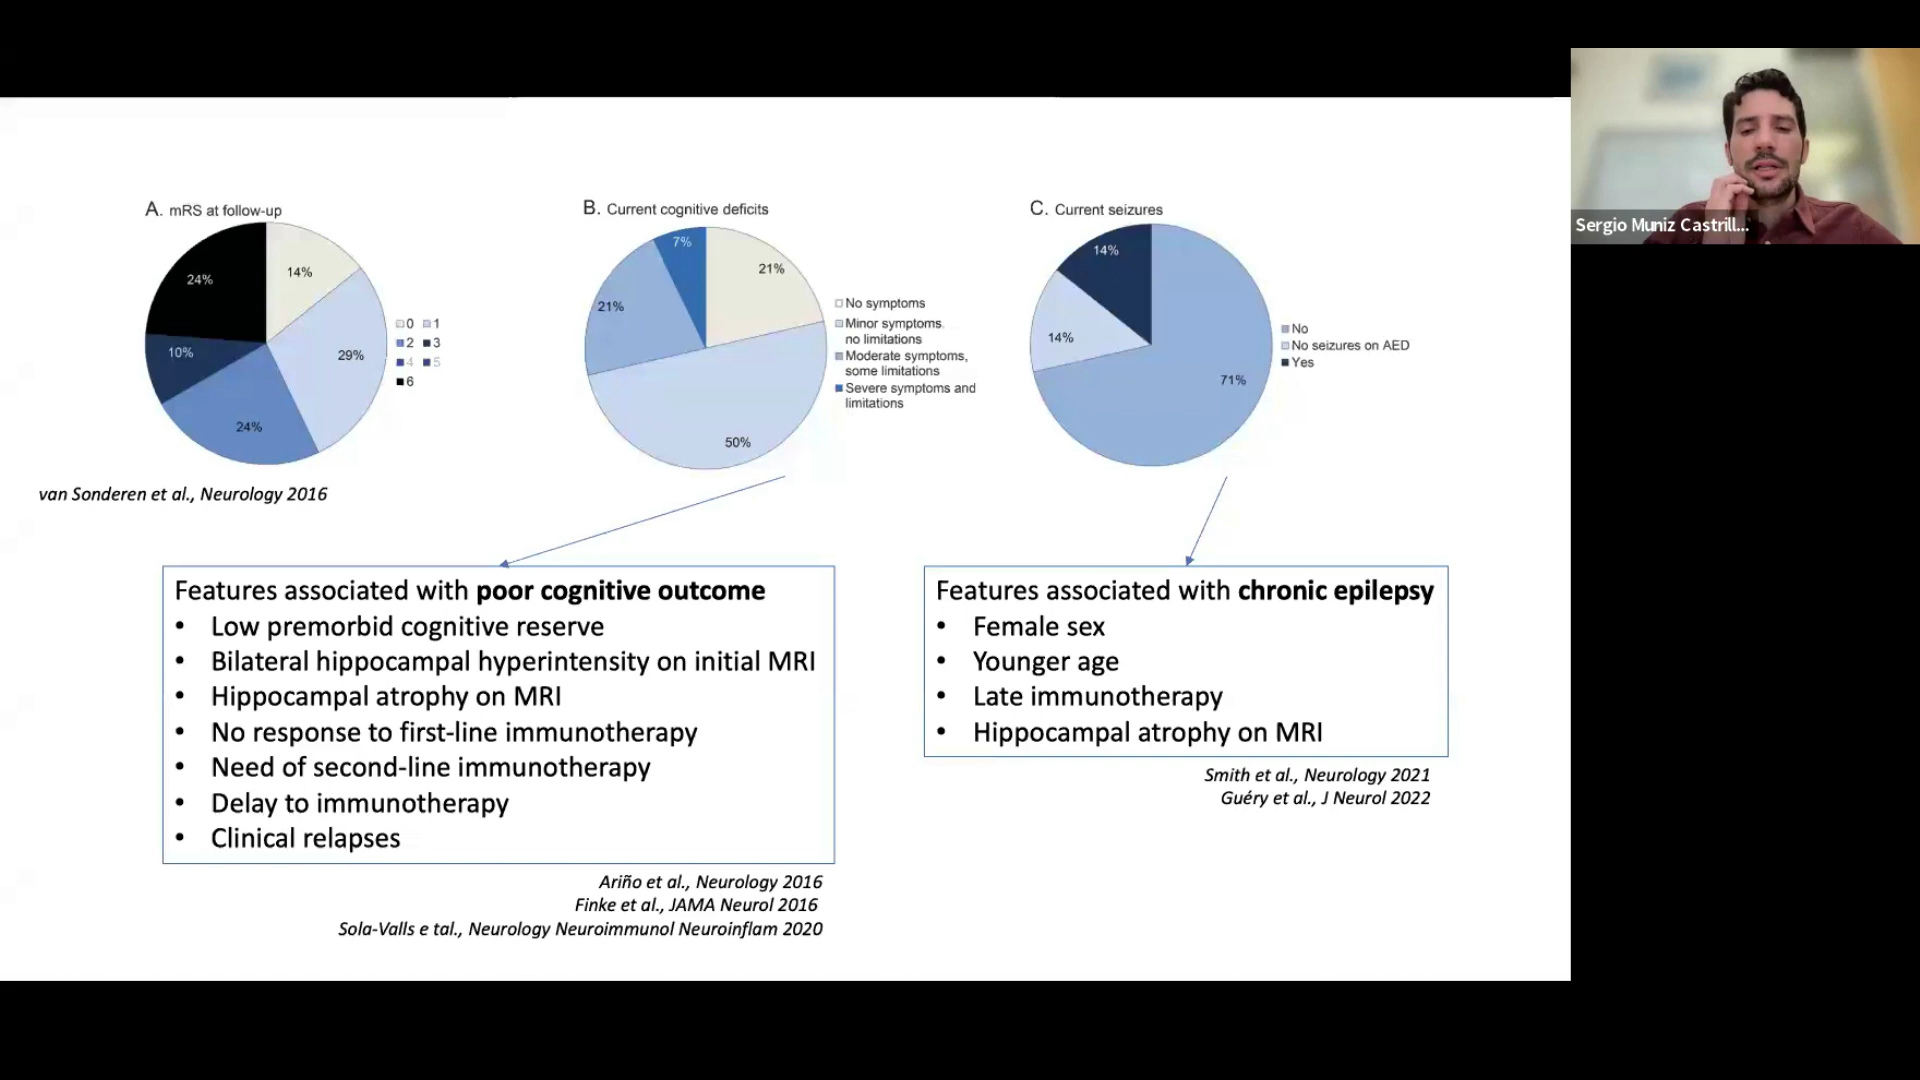 A. mRS at follow-up
24%
14%
10%
29%
24%
0 1
2 3
4 5
6
B. Current cognitive deficits
7%
21%
21%
50%
No symptoms
Minor symptoms
no limitations
Moderate symptoms,
some limitations
Severe symptoms and
limitations
C. Current seizures
14%
14%
71%
No
No seizures on AED
Yes
van Sonderen et al., Neurology 2016
Features associated with poor cognitive outcome
• Low premorbid cognitive reserve
• Bilateral hippocampal hyperintensity on initial MRI
• Hippocampal atrophy on MRI
• No response to first-line immunotherapy
• Need of second-line immunotherapy
• Delay to immunotherapy
• Clinical relapses
Ariño et al., Neurology 2016
Finke et al., JAMA Neurol 2016
Sola-Valls e tal., Neurology Neuroimmunol Neuroinflam 2020
Features associated with chronic epilepsy
• Female sex
• Younger age
• Late immunotherapy
• Hippocampal atrophy on MRI
Smith et al., Neurology 2021
Guéry et al., J Neurol 2022
Sergio Muniz Castrill...